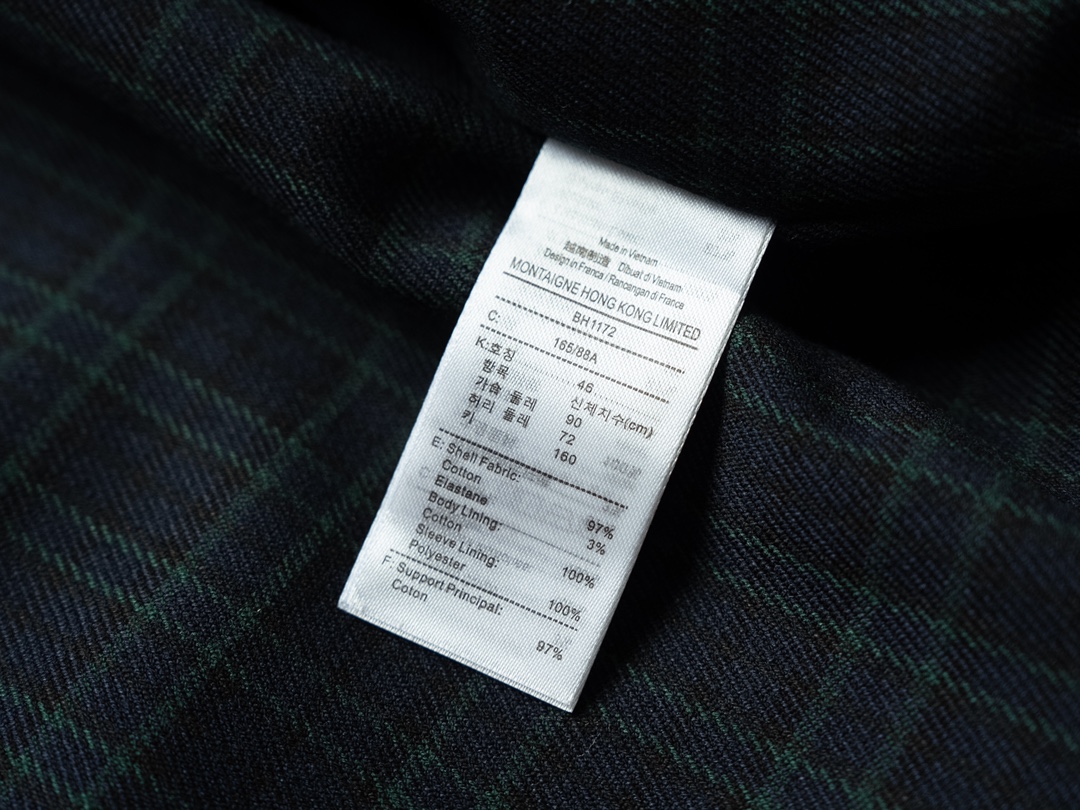 Made in Vietnam
越南制造 Dibuat di Vietnam
Design in Frenca / Rancangan di France
MONTAIGNE HONG KONG LIMITED
BH1172
C: 165/88A
K:호칭 46
항목 신체치수(cm)
가슴 둘레 90
허리 둘레 72
키 160
E: Shell Fabric:
Cotton 97%
Elastane 3%
Body Lining:
Cotton 100%
Sleeve Lining:
Polyester 100%
F: Support Principal:
Coton 97%